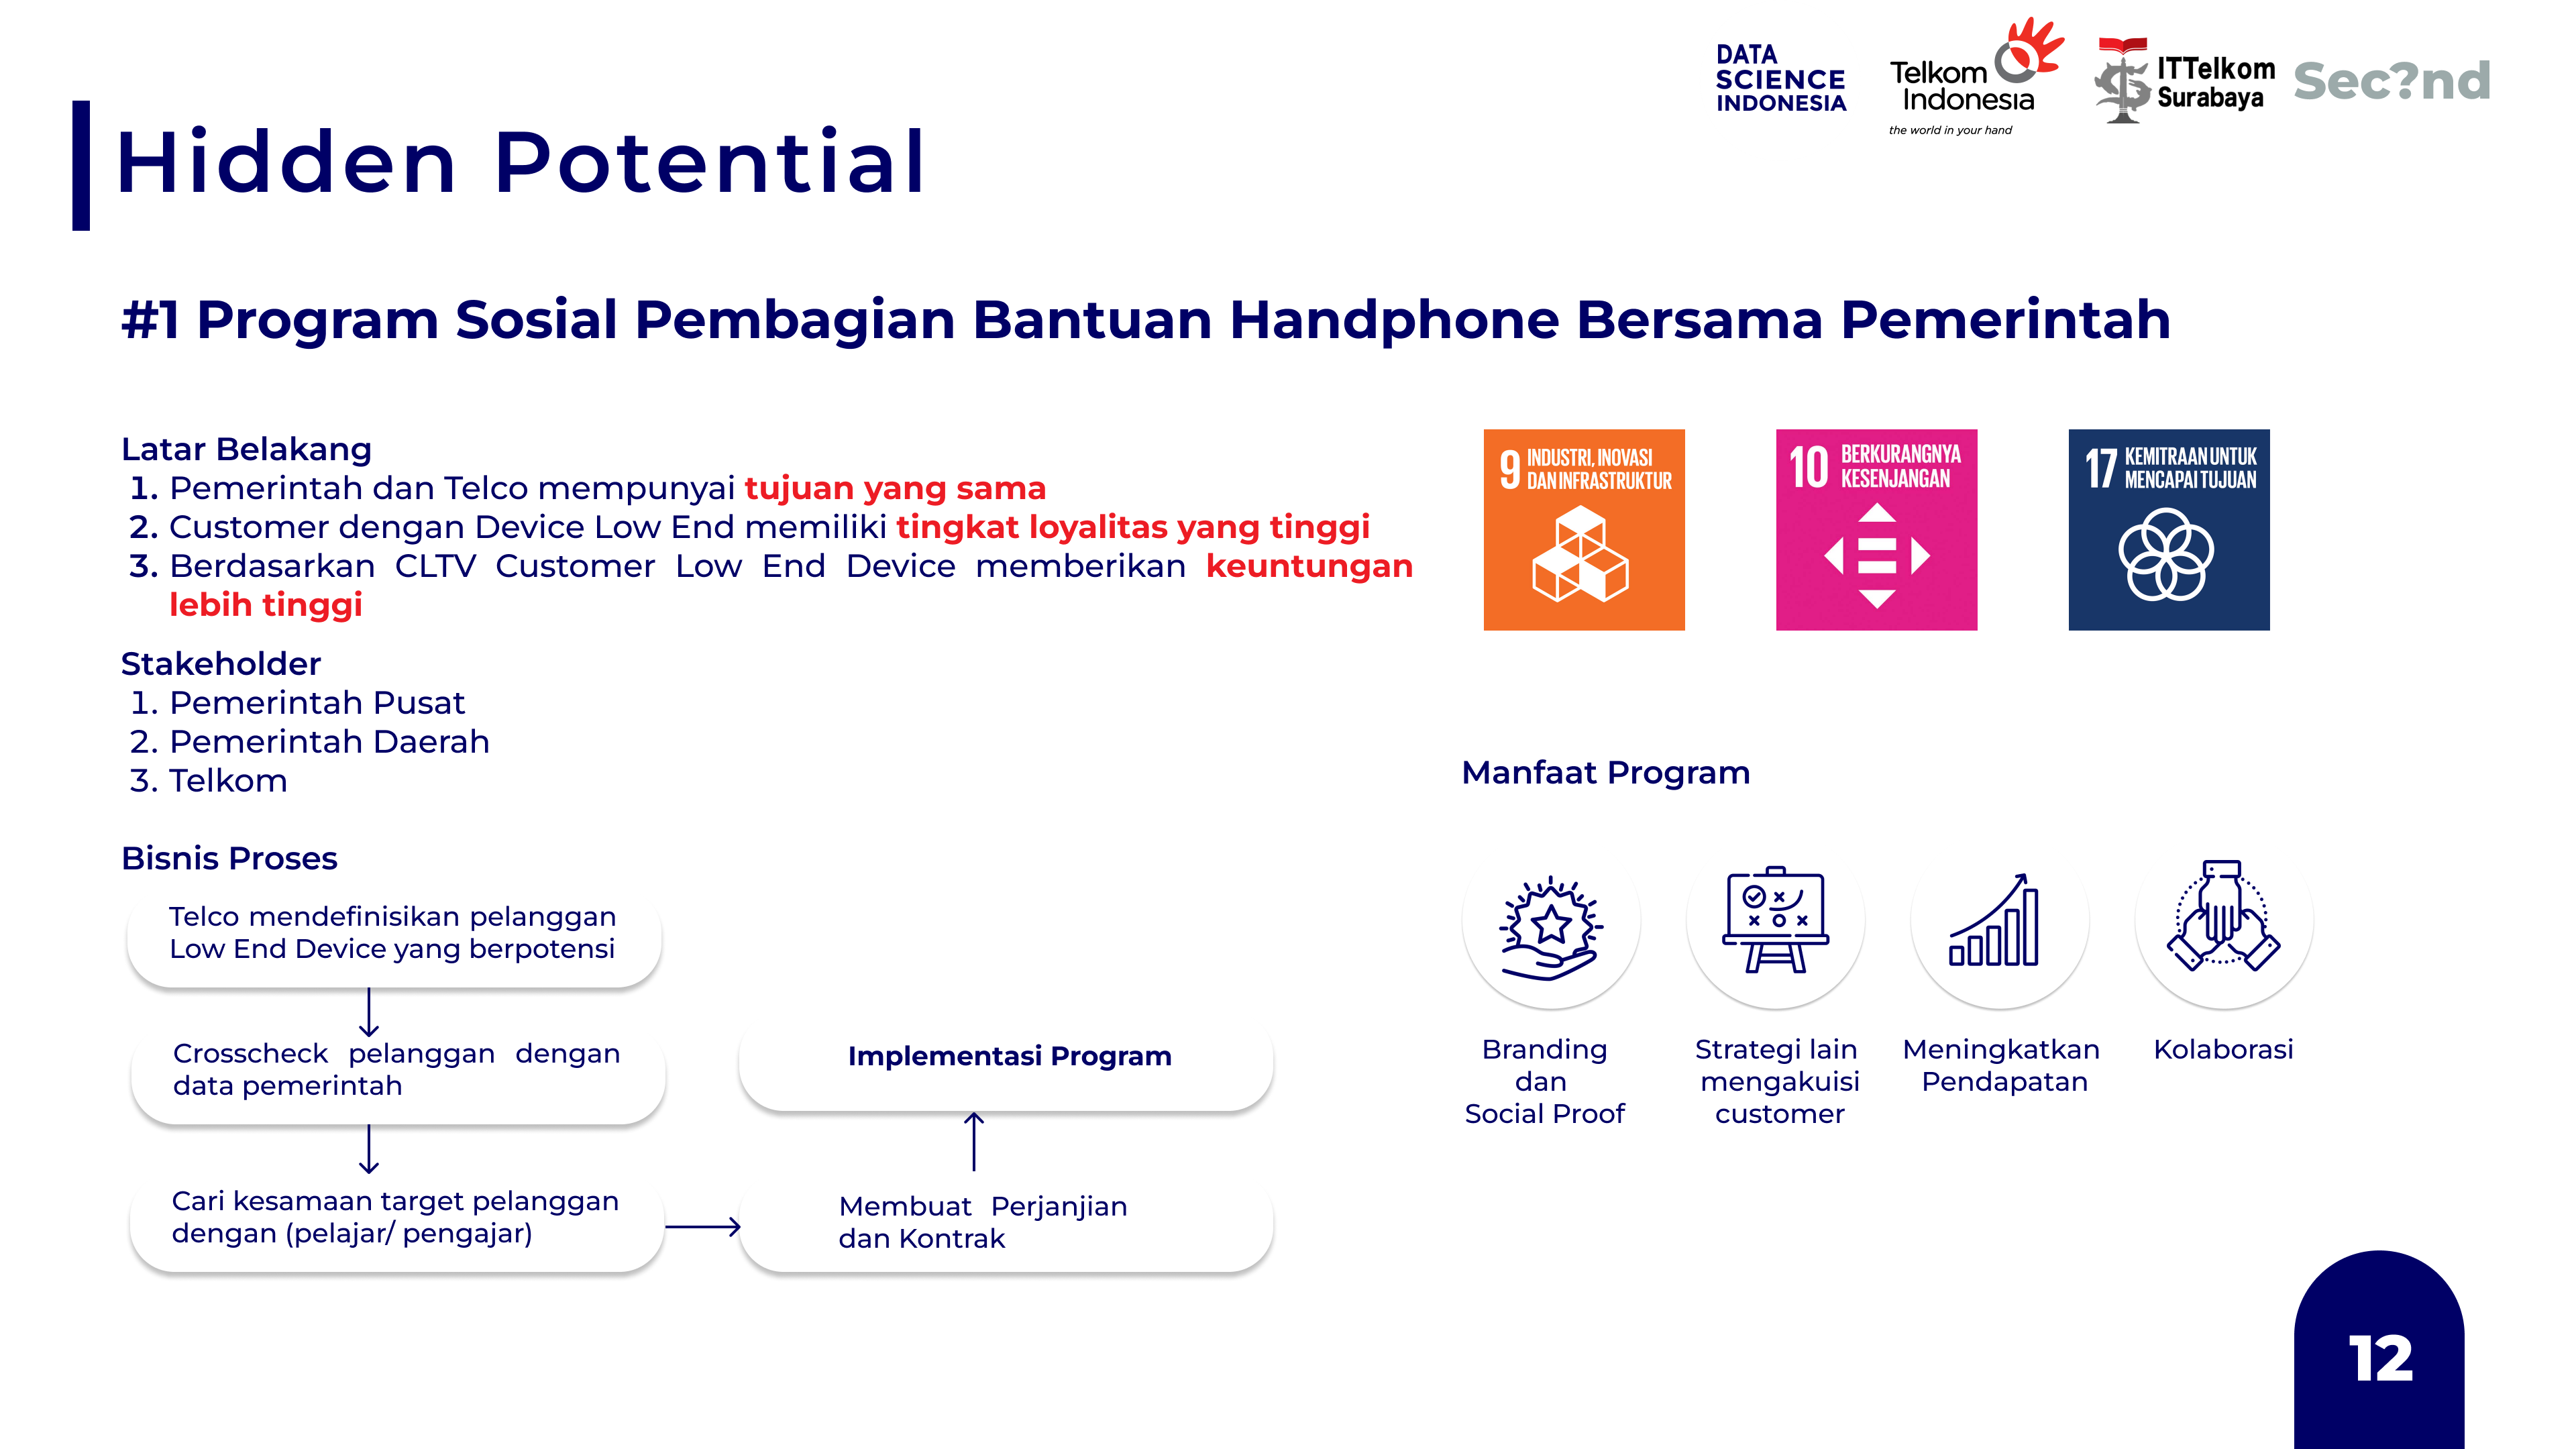 DATA
SCIENCE
INDONESIA
Telkom
Indonesia
the world in your hand
ITTelkom
Surabaya
Sec?nd
Hidden Potential
#1 Program Sosial Pembagian Bantuan Handphone Bersama Pemerintah
Latar Belakang
1. Pemerintah dan Telco mempunyai tujuan yang sama
2. Customer dengan Device Low End memiliki tingkat loyalitas yang tinggi
3. Berdasarkan CLTV Customer Low End Device memberikan keuntungan
lebih tinggi
Stakeholder
1. Pemerintah Pusat
2. Pemerintah Daerah
3. Telkom
Bisnis Proses
Telco mendefinisikan pelanggan
Low End Device yang berpotensi
Crosscheck pelanggan dengan
data pemerintah
Cari kesamaan target pelanggan
dengan (pelajar/ pengajar)
Membuat Perjanjian
dan Kontrak
Implementasi Program
9 INDUSTRI, INOVASI
DAN INFRASTRUKTUR
10 BERKURANGNYA
KESENJANGAN
17 KEMITRAAN UNTUK
MENCAPAI TUJUAN
Manfaat Program
Branding
dan
Social Proof
Strategi lain
mengakuisi
customer
Meningkatkan
Pendapatan
Kolaborasi
12